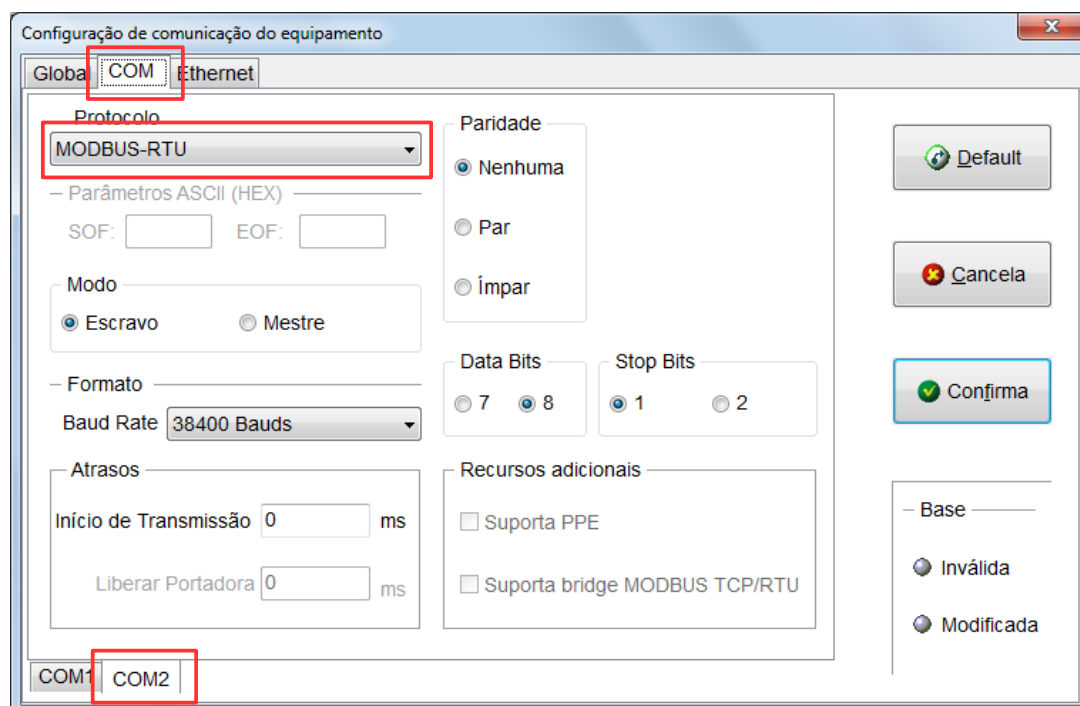 Configuração de comunicação do equipamento
x
Global COM Ethernet
Protocolo
MODBUS-RTU
Parâmetros ASCII (HEX)
SOF: EOF:
Modo
Escravo Mestre
Formato
Baud Rate 38400 Bauds
Atrasos
Início de Transmissão 0 ms
Liberar Portadora 0 ms
Paridade
Nenhuma
Par
Ímpar
Data Bits
7 8
Stop Bits
1 2
Recursos adicionais
Suporta PPE
Suporta bridge MODBUS TCP/RTU
Default
Cancela
Confirma
Base
Inválida
Modificada
COM1 COM2